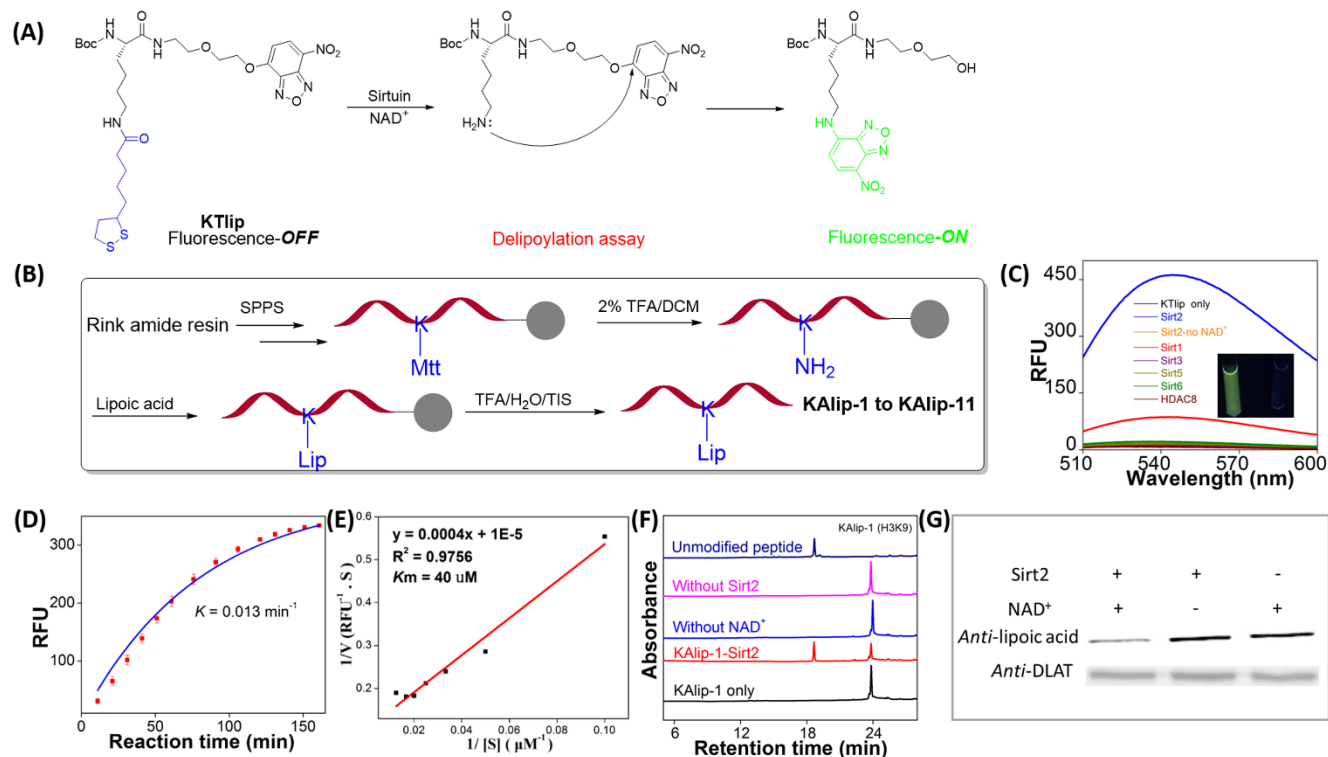 (A)
Boc
H
N
O
N
H
O
O
NO₂
N
O
N
HN
O
S
S
KTlip
Fluorescence-OFF
Sirtuin
NAD⁺
Boc
H
N
O
N
H
O
O
NO₂
N
O
N
H₂N:
Delipoylation assay
Boc
H
N
O
N
H
O
OH
HN
N
O
N
NO₂
Fluorescence-ON
(B)
Rink amide resin
SPPS
K
Mtt
2% TFA/DCM
K
NH₂
Lipoic acid
K
Lip
TFA/H₂O/TIS
K
Lip
KAlip-1 to KAlip-11
(C)
RFU
450
300
150
0
KTlip only
Sirt2
Sirt2-no NAD⁺
Sirt1
Sirt3
Sirt5
Sirt6
HDAC8
510 540 570 600
Wavelength (nm)
(D)
RFU
300
200
100
K = 0.013 min⁻¹
0 50 100 150
Reaction time (min)
(E)
1/V (RFU⁻¹ . S)
0.6
0.5
0.4
0.3
0.2
y = 0.0004x + 1E-5
R² = 0.9756
Km = 40 uM
0.02 0.04 0.06 0.08 0.10
1/ [S] ( μM⁻¹)
(F)
Absorbance
KAlip-1 (H3K9)
Unmodified peptide
Without Sirt2
Without NAD⁺
KAlip-1-Sirt2
KAlip-1 only
6 12 18 24
Retention time (min)
(G)
Sirt2 + + -
NAD⁺ + - +
Anti-lipoic acid
Anti-DLAT